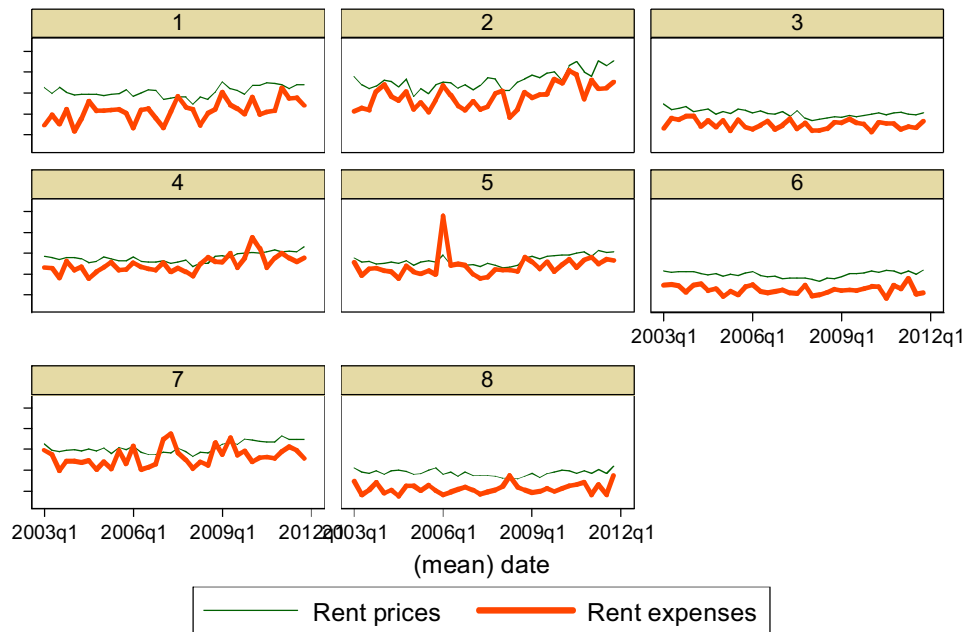 1 2 3
4 5 6
2003q1 2006q1 2009q1 2012q1
7 8
2003q1 2006q1 2009q1 2012q1 2003q1 2006q1 2009q1 2012q1
(mean) date
Rent prices Rent expenses